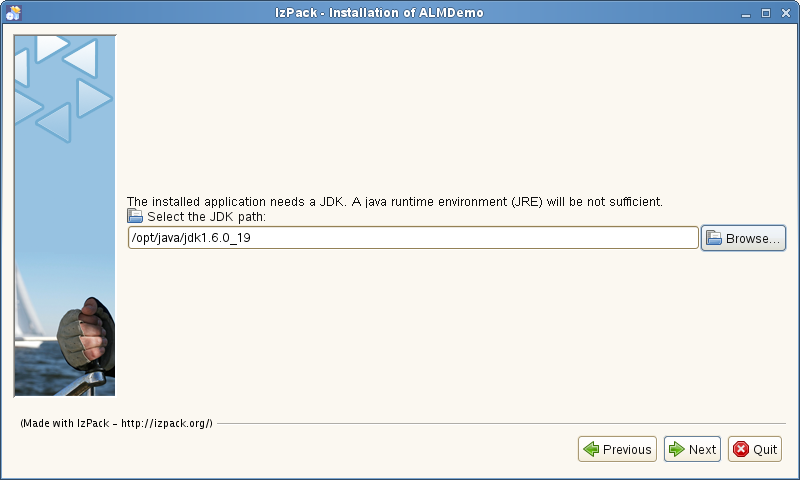 IzPack - Installation of ALMDemo
The installed application needs a JDK. A java runtime environment (JRE) will be not sufficient.
Select the JDK path:
/opt/java/jdk1.6.0_19 Browse...
(Made with IzPack - http://izpack.org/)
Previous Next Quit